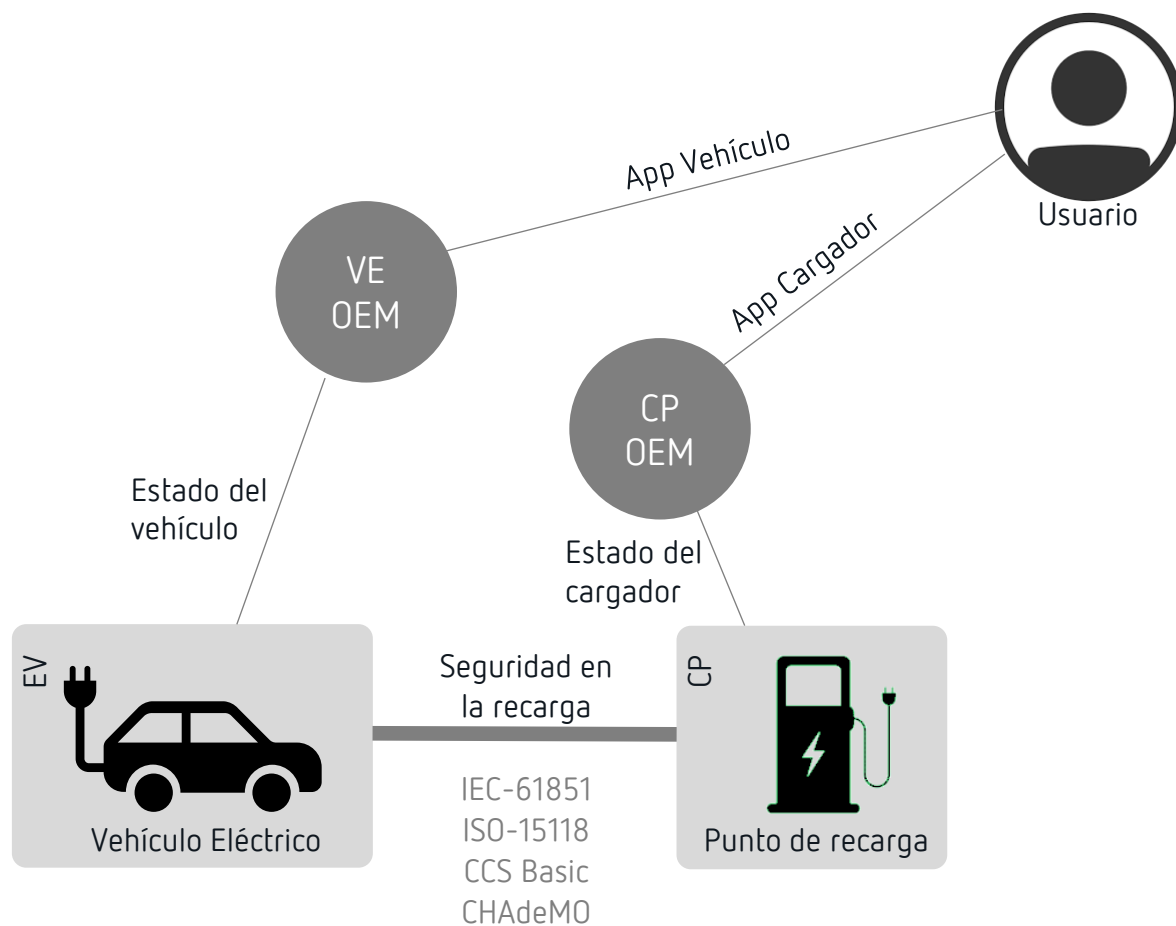 App Vehículo
Usuario
VE
OEM
App Cargador
CP
OEM
Estado del
vehículo
Estado del
cargador
EV
Vehículo Eléctrico
Seguridad en
la recarga
IEC-61851
ISO-15118
CCS Basic
CHAdeMO
CP
Punto de recarga